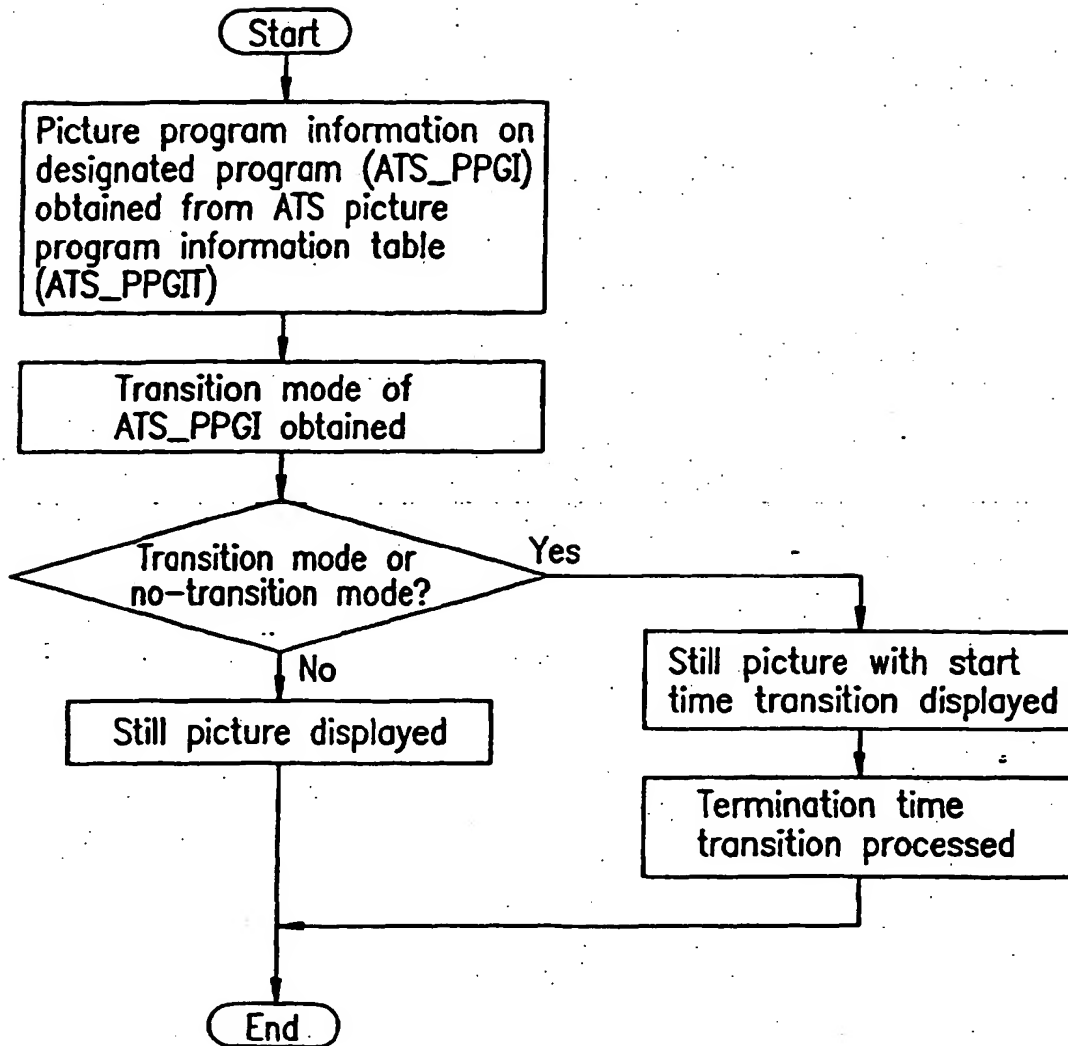 Start
Picture program information on
designated program (ATS_PPGI)
obtained from ATS picture
program information table
(ATS_PPGIT)
Transition mode of
ATS_PPGI obtained
Transition mode or
no-transition mode?
Yes
No
Still picture displayed
Still picture with start
time transition displayed
Termination time
transition processed
End